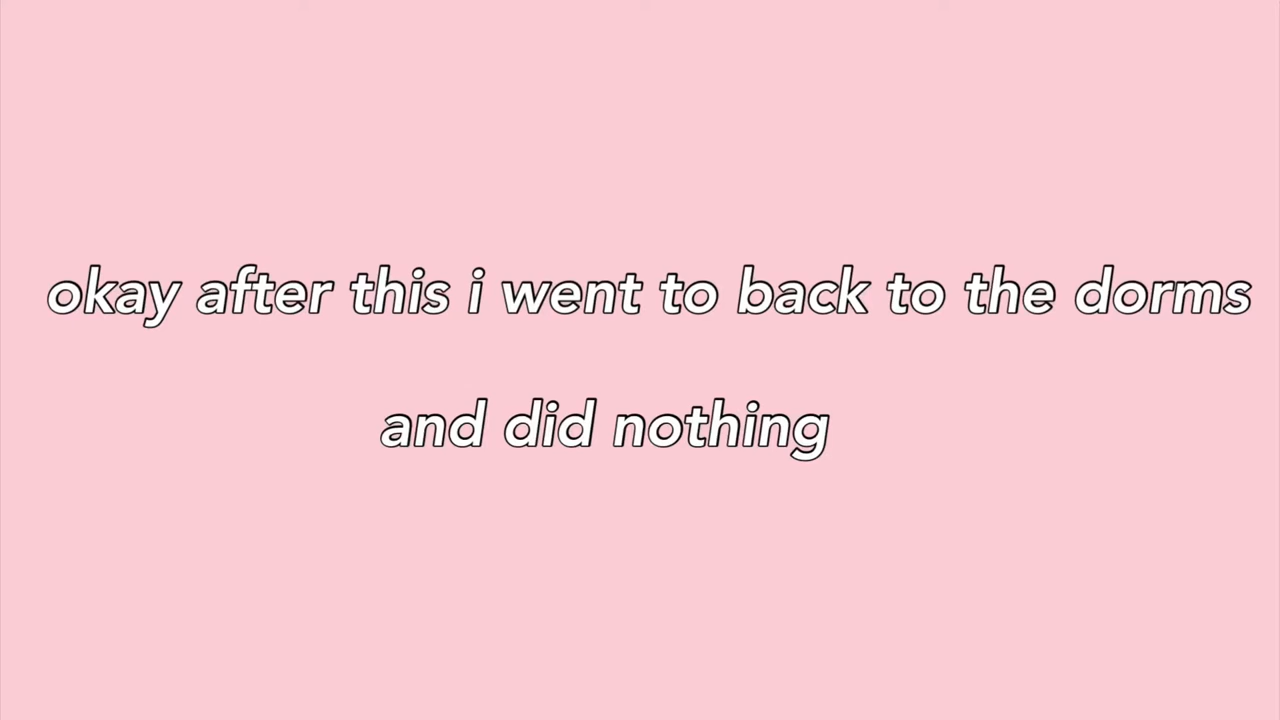 okay after this i went to back to the dorms
and did nothing